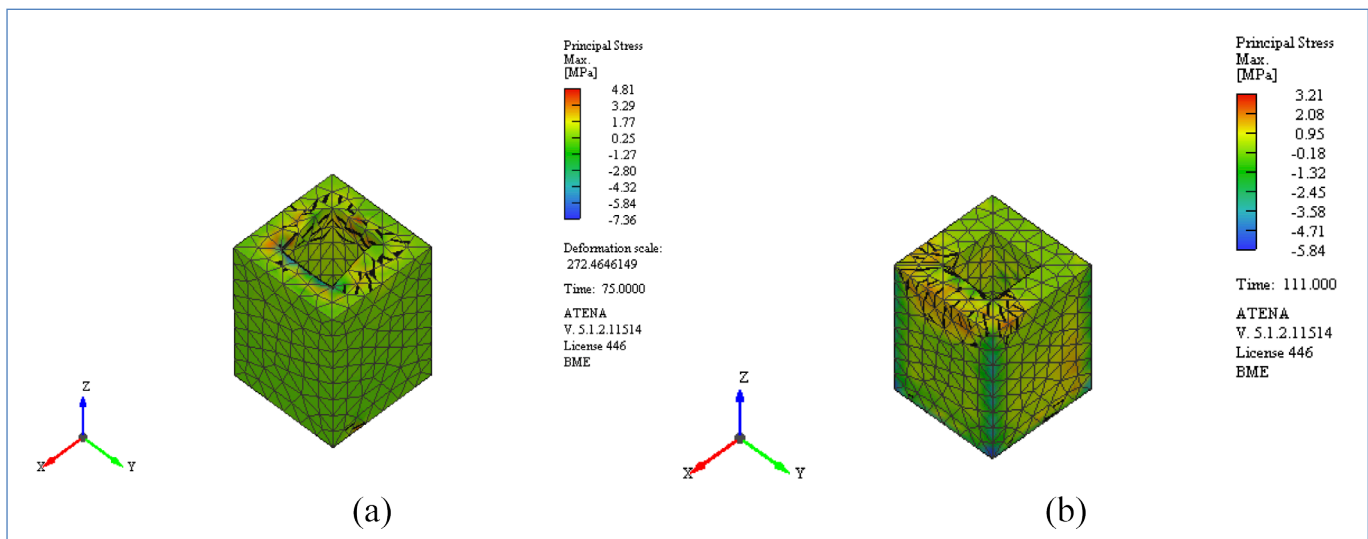 Principal Stress
Max.
[MPa]
4.81
3.29
1.77
0.25
-1.27
-2.80
-4.32
-5.84
-7.36
Deformation scale:
272.4646149
Time: 75.0000
ATENA
V. 5.1.2.11514
License 446
BME
Z
X
Y
(a)
Principal Stress
Max.
[MPa]
3.21
2.08
0.95
-0.18
-1.32
-2.45
-3.58
-4.71
-5.84
Time: 111.000
ATENA
V. 5.1.2.11514
License 446
BME
Z
X
Y
(b)